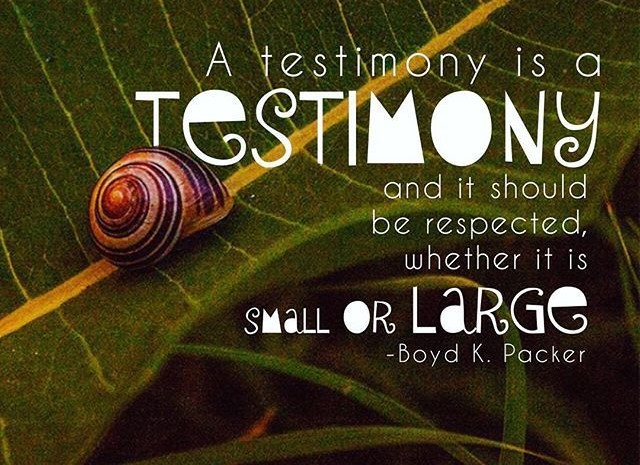 A testimony is a
TeSTIMONY
and it should
be respected,
whether it is
SMaLL OR LaRGe
-Boyd K. Packer